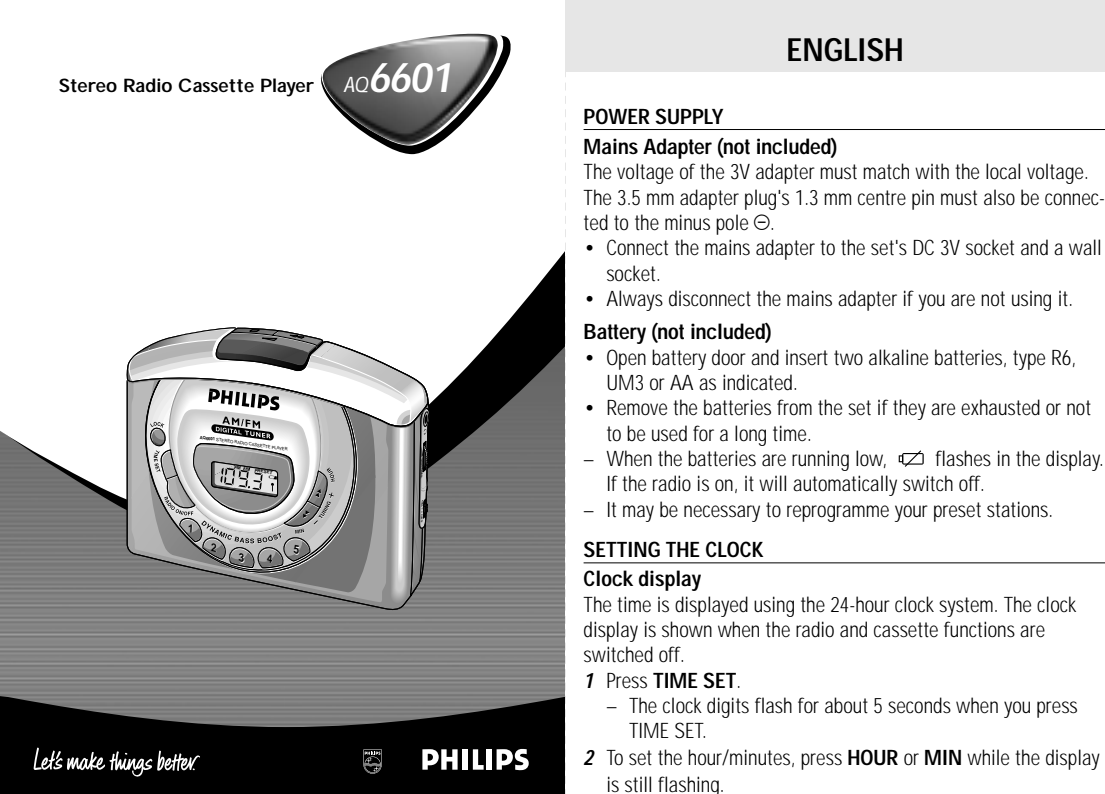 Stereo Radio Cassette Player
AQ6601
PHILIPS
AM/FM
DIGITAL TUNER
STEREO RADIO CASSETTE PLAYER
LOCK
TIME SET
109.3
HOUR
RADIO ON/OFF
– TUNING +
MIN
DYNAMIC BASS BOOST
1
2
3
4
5
Let's make things better.
PHILIPS
PHILIPS
ENGLISH
POWER SUPPLY
Mains Adapter (not included)
The voltage of the 3V adapter must match with the local voltage.
The 3.5 mm adapter plug's 1.3 mm centre pin must also be connec-
ted to the minus pole ⊖.
• Connect the mains adapter to the set's DC 3V socket and a wall
socket.
• Always disconnect the mains adapter if you are not using it.
Battery (not included)
• Open battery door and insert two alkaline batteries, type R6,
UM3 or AA as indicated.
• Remove the batteries from the set if they are exhausted or not
to be used for a long time.
– When the batteries are running low, flashes in the display.
If the radio is on, it will automatically switch off.
– It may be necessary to reprogramme your preset stations.
SETTING THE CLOCK
Clock display
The time is displayed using the 24-hour clock system. The clock
display is shown when the radio and cassette functions are
switched off.
1 Press TIME SET.
– The clock digits flash for about 5 seconds when you press
TIME SET.
2 To set the hour/minutes, press HOUR or MIN while the display
is still flashing.